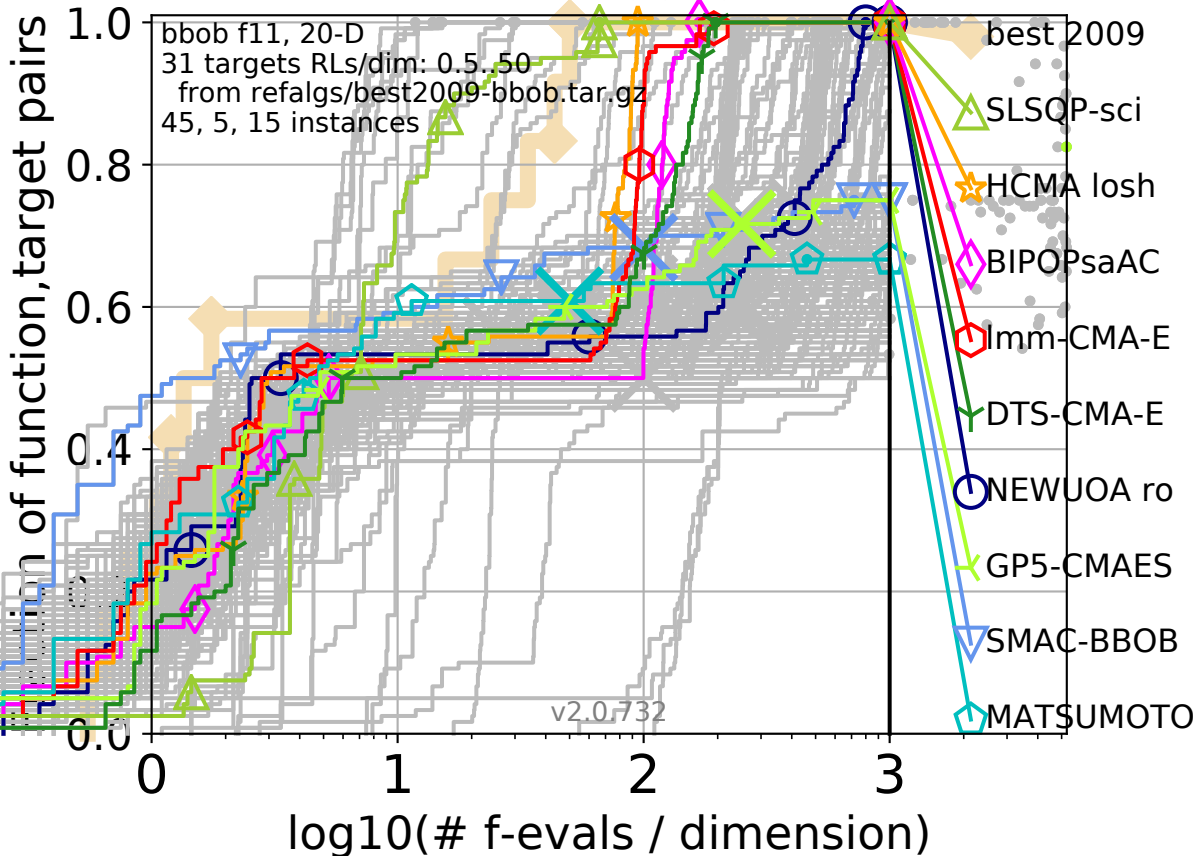 bbob f11, 20-D
31 targets RLs/dim: 0.5..50
from refalgs/best2009-bbob.tar.gz
45, 5, 15 instances
1.0
0.8
0.6
0.4
0.0
of function,target pairs
v2.0.732
0
1
2
3
log10(# f-evals / dimension)
best 2009
SLSQP-sci
HCMA losh
BIPOPsaAC
lmm-CMA-E
DTS-CMA-E
NEWUOA ro
GP5-CMAES
SMAC-BBOB
MATSUMOTO